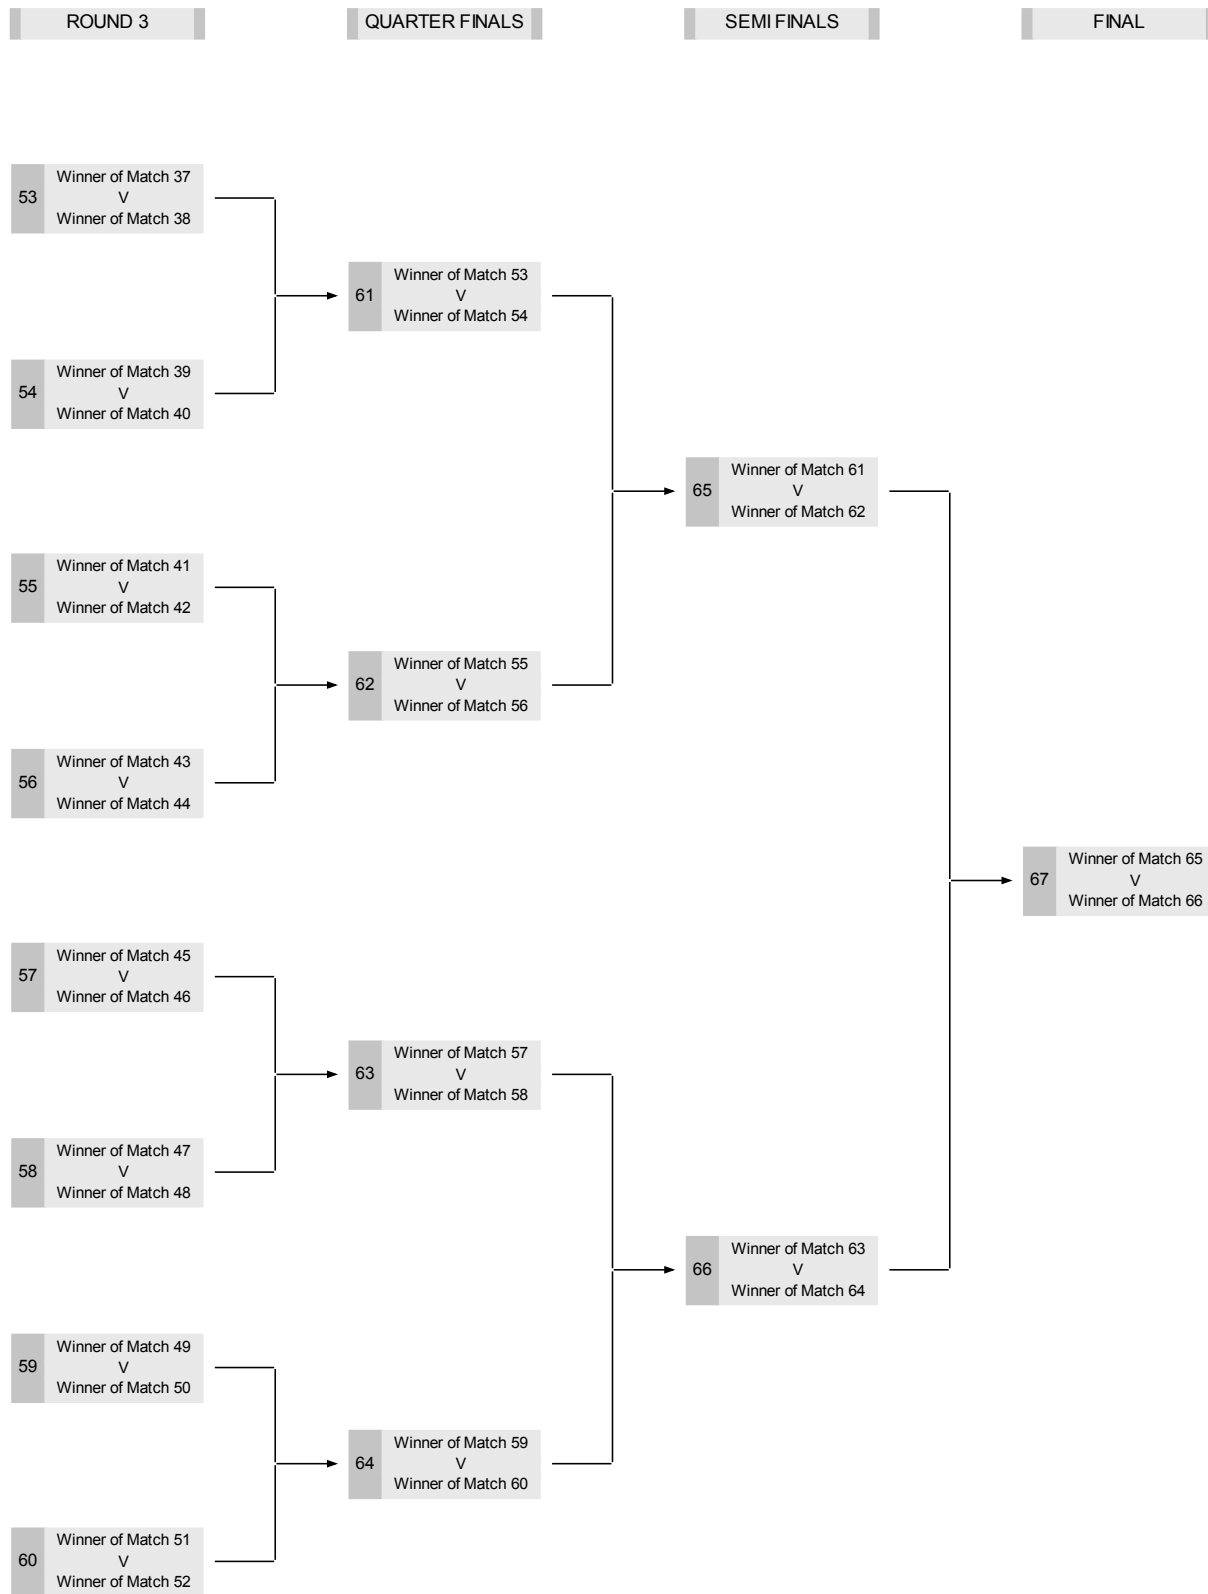 ROUND 3
QUARTER FINALS
SEMI FINALS
FINAL
53
Winner of Match 37
V
Winner of Match 38
54
Winner of Match 39
V
Winner of Match 40
55
Winner of Match 41
V
Winner of Match 42
56
Winner of Match 43
V
Winner of Match 44
57
Winner of Match 45
V
Winner of Match 46
58
Winner of Match 47
V
Winner of Match 48
59
Winner of Match 49
V
Winner of Match 50
60
Winner of Match 51
V
Winner of Match 52
61
Winner of Match 53
V
Winner of Match 54
62
Winner of Match 55
V
Winner of Match 56
63
Winner of Match 57
V
Winner of Match 58
64
Winner of Match 59
V
Winner of Match 60
65
Winner of Match 61
V
Winner of Match 62
66
Winner of Match 63
V
Winner of Match 64
67
Winner of Match 65
V
Winner of Match 66